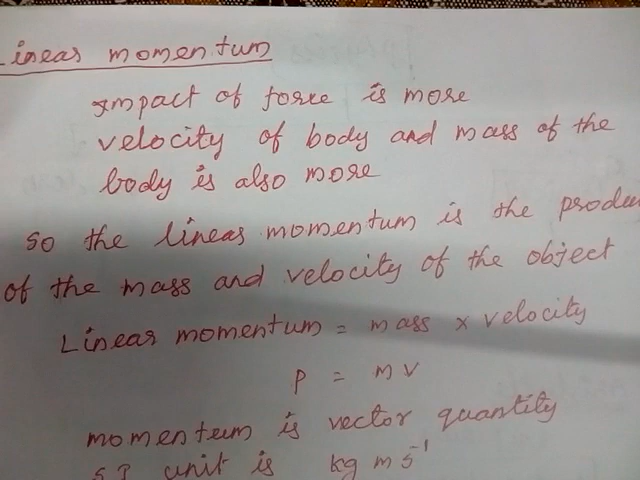 Linear momentum
Impact of force is more
velocity of body and mass of the
body is also more
so the linear momentum is the produ
of the mass and velocity of the object
Linear momentum = mass x velocity
p = mv
momentum is vector quantity
SI unit is kg m s⁻¹